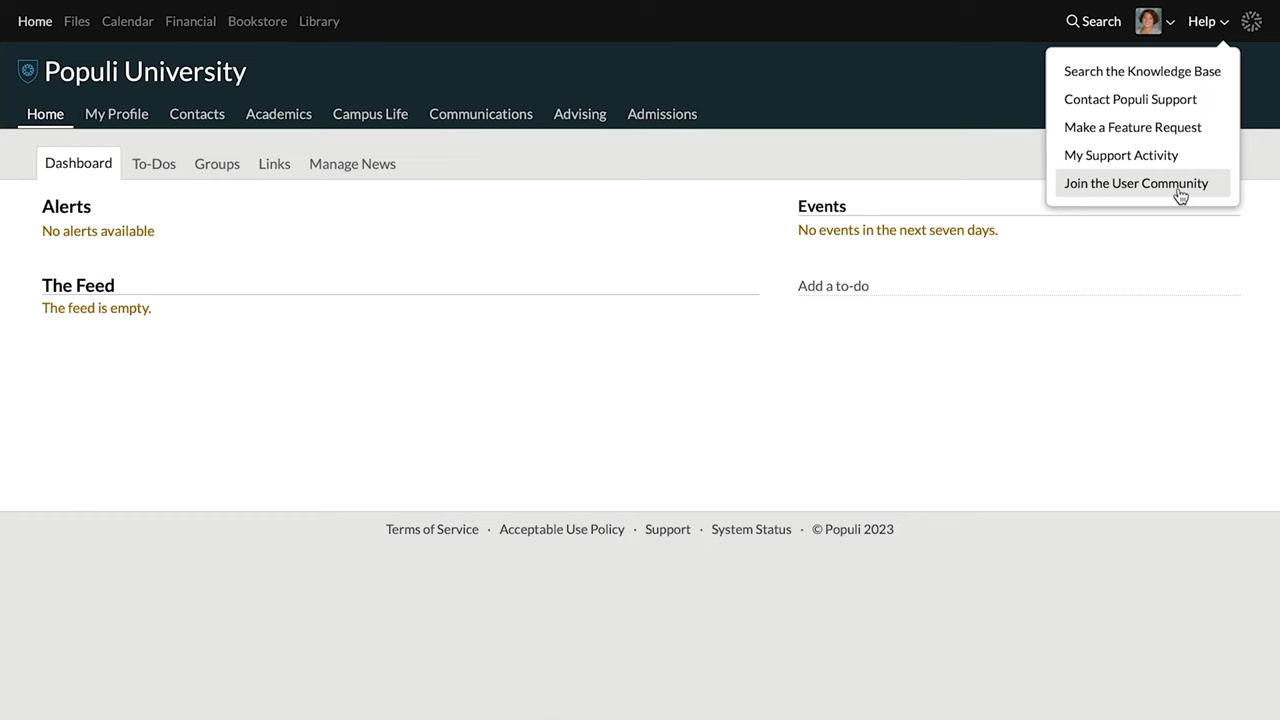 Home Files Calendar Financial Bookstore Library Search Help
Populi University
Home My Profile Contacts Academics Campus Life Communications Advising Admissions
Search the Knowledge Base
Contact Populi Support
Make a Feature Request
My Support Activity
Join the User Community
Dashboard To-Dos Groups Links Manage News
Alerts
No alerts available
The Feed
The feed is empty.
Events
No events in the next seven days.
Add a to-do
Terms of Service · Acceptable Use Policy · Support · System Status · © Populi 2023